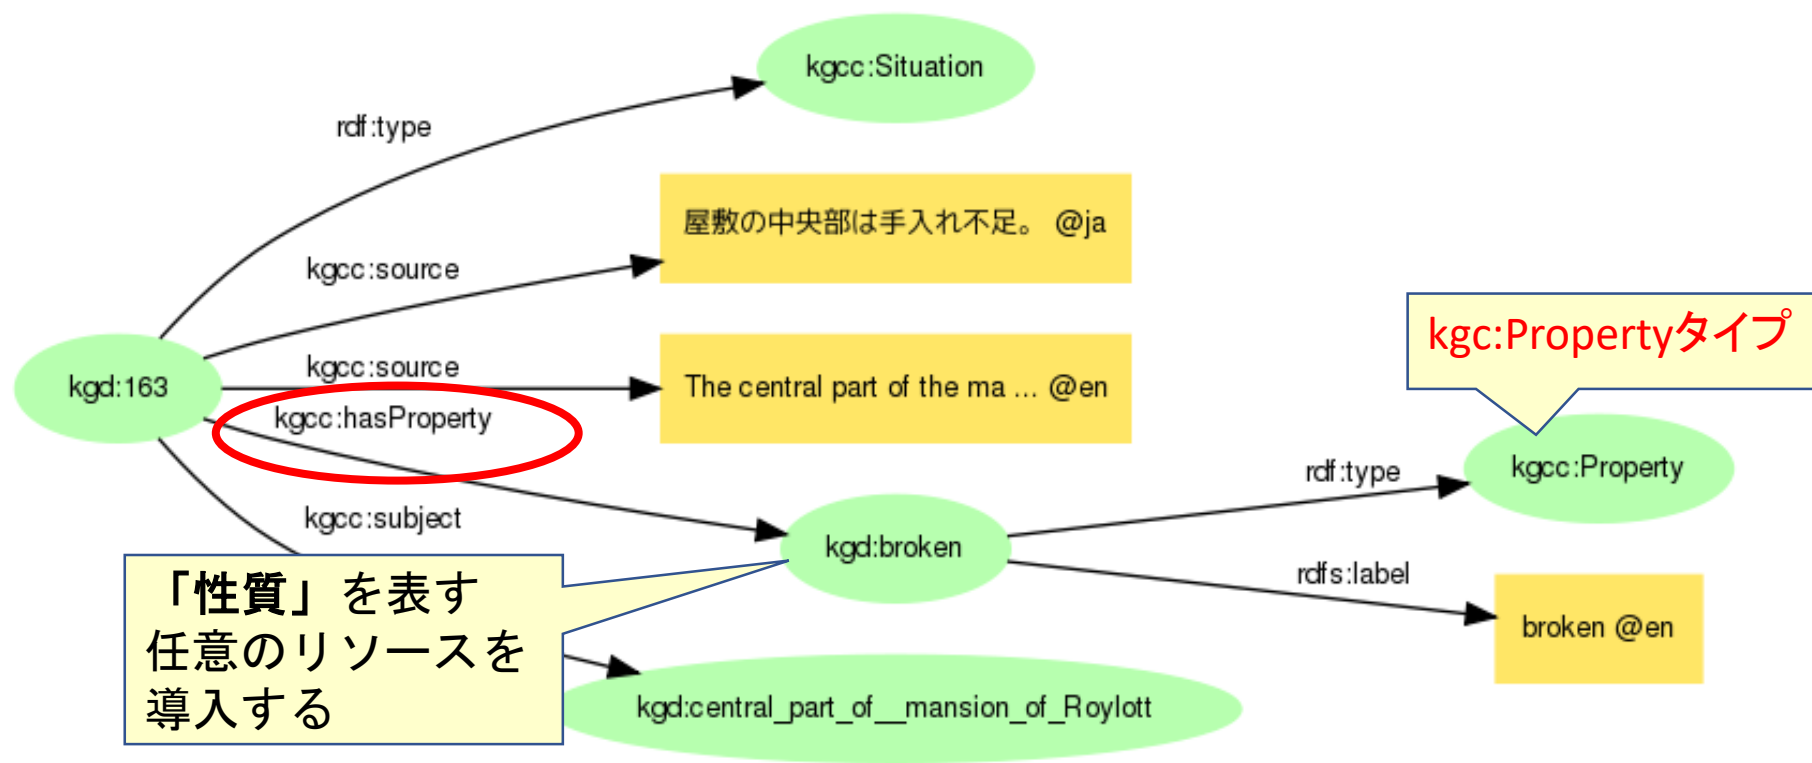 kgcc:Situation
rdf:type
屋敷の中央部は手入れ不足。 @ja
kgcc:source
kgc:Propertyタイプ
kgcc:source
kgd:163
The central part of the ma ... @en
kgcc:hasProperty
rdf:type
kgcc:Property
kgcc:subject
kgd:broken
rdfs:label
「性質」を表す
任意のリソースを
導入する
broken @en
kgd:central_part_of__mansion_of_Roylott